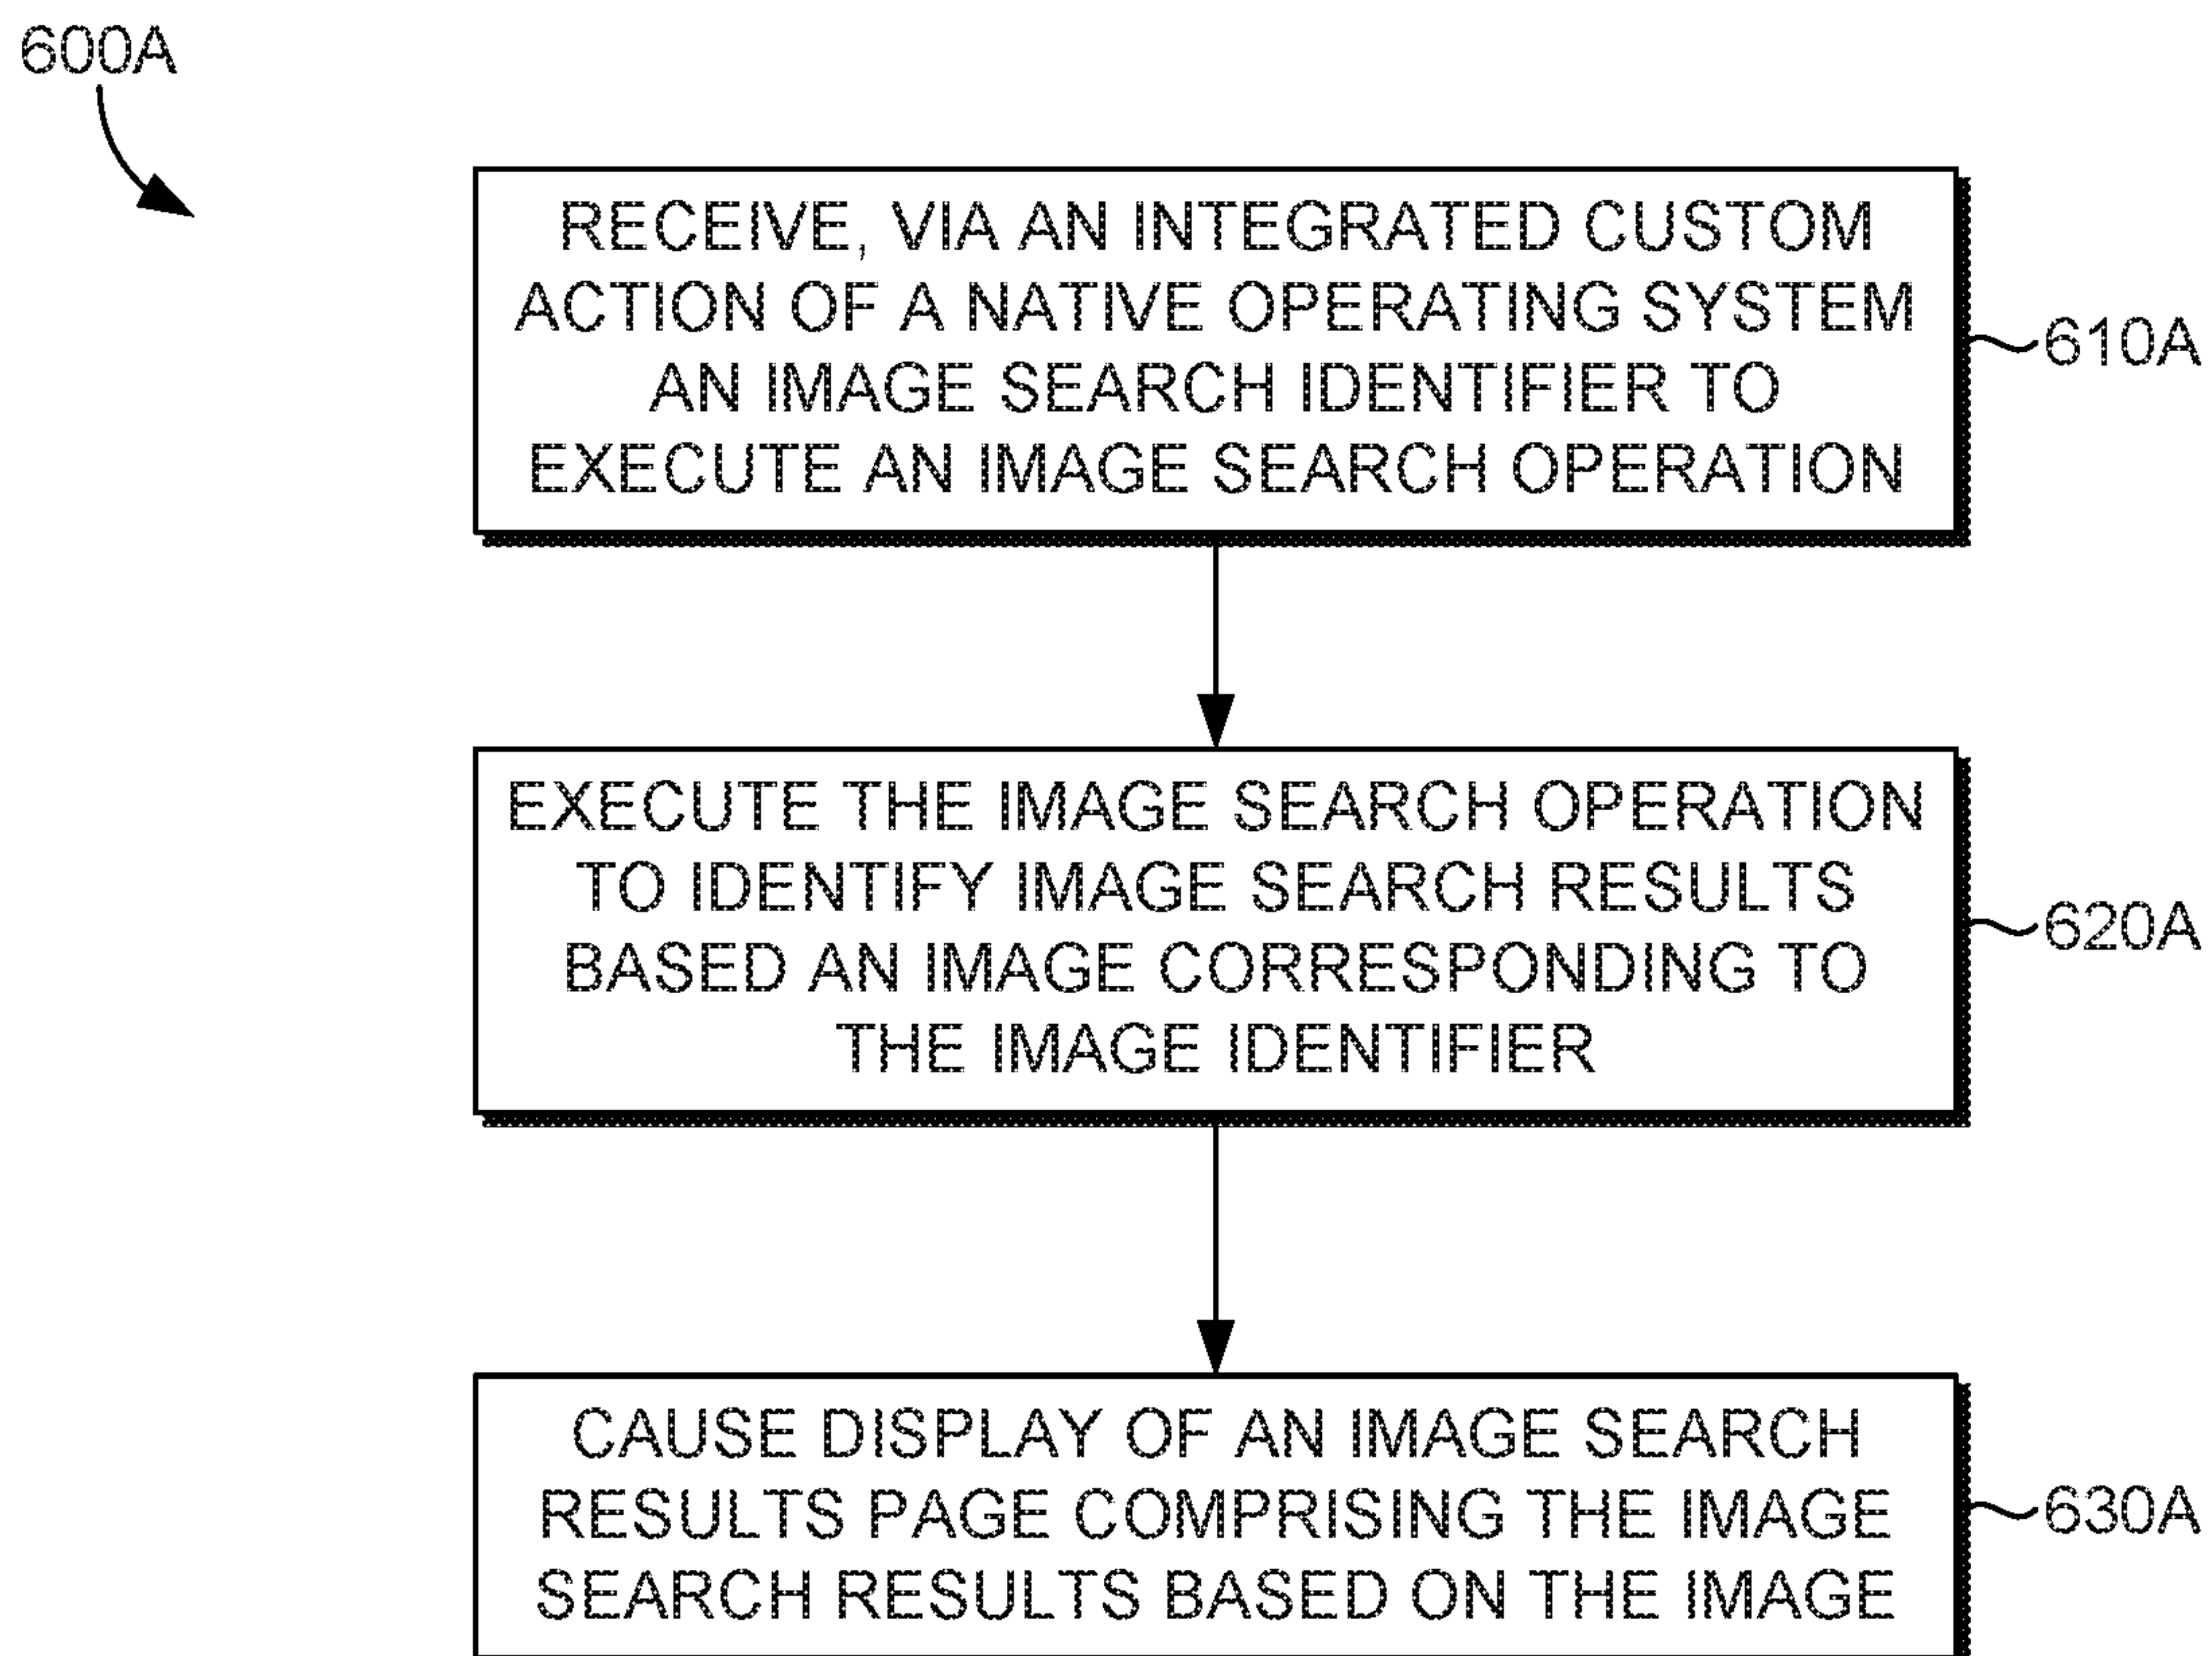 600A
RECEIVE, VIA AN INTEGRATED CUSTOM
ACTION OF A NATIVE OPERATING SYSTEM
AN IMAGE SEARCH IDENTIFIER TO
EXECUTE AN IMAGE SEARCH OPERATION
610A
EXECUTE THE IMAGE SEARCH OPERATION
TO IDENTIFY IMAGE SEARCH RESULTS
BASED AN IMAGE CORRESPONDING TO
THE IMAGE IDENTIFIER
620A
CAUSE DISPLAY OF AN IMAGE SEARCH
RESULTS PAGE COMPRISING THE IMAGE
SEARCH RESULTS BASED ON THE IMAGE
630A